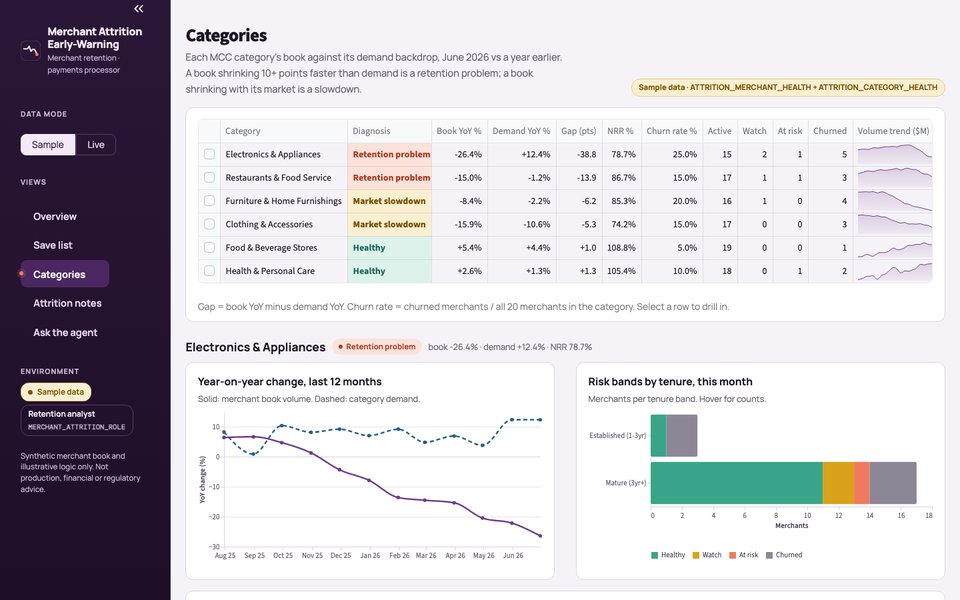 Merchant Attrition
Early-Warning
Merchant retention ·
payments processor
DATA MODE
Sample
Live
VIEWS
Overview
Save list
Categories
Attrition notes
Ask the agent
ENVIRONMENT
Sample data
Retention analyst
MERCHANT_ATTRITION_ROLE
Synthetic merchant book and
illustrative logic only. Not
production, financial or regulatory
advice.
Categories
Each MCC category's book against its demand backdrop, June 2026 vs a year earlier.
A book shrinking 10+ points faster than demand is a retention problem; a book
shrinking with its market is a slowdown.
Sample data · ATTRITION_MERCHANT_HEALTH + ATTRITION_CATEGORY_HEALTH
Category Diagnosis Book YoY % Demand YoY % Gap (pts) NRR % Churn rate % Active Watch At risk Churned Volume trend ($M)
Electronics & Appliances Retention problem -26.4% +12.4% -38.8 78.7% 25.0% 15 2 1 5
Restaurants & Food Service Retention problem -15.0% -1.2% -13.9 86.7% 15.0% 17 1 1 3
Furniture & Home Furnishings Market slowdown -8.4% -2.2% -6.2 85.3% 20.0% 16 1 0 4
Clothing & Accessories Market slowdown -15.9% -10.6% -5.3 74.2% 15.0% 17 0 0 3
Food & Beverage Stores Healthy +5.4% +4.4% +1.0 108.8% 5.0% 19 0 0 1
Health & Personal Care Healthy +2.6% +1.3% +1.3 105.4% 10.0% 18 0 1 2
Gap = book YoY minus demand YoY. Churn rate = churned merchants / all 20 merchants in the category. Select a row to drill in.
Electronics & Appliances Retention problem book -26.4% · demand +12.4% · NRR 78.7%
Year-on-year change, last 12 months
Solid: merchant book volume. Dashed: category demand.
YoY change (%)
10
0
−10
−20
−30
Aug 25 Sep 25 Oct 25 Nov 25 Dec 25 Jan 26 Feb 26 Mar 26 Apr 26 May 26 Jun 26
Risk bands by tenure, this month
Merchants per tenure band. Hover for counts.
Established (1-3yr)
Mature (3yr+)
0 2 4 6 8 10 12 14 16 18
Merchants
Healthy Watch At risk Churned